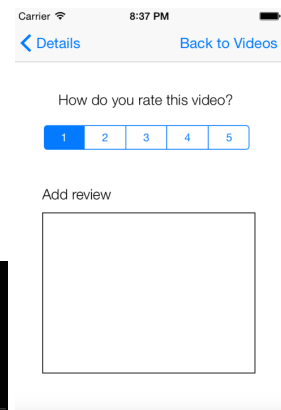 Carrier 8:37 PM
Details Back to Videos
How do you rate this video?
1 2 3 4 5
Add review